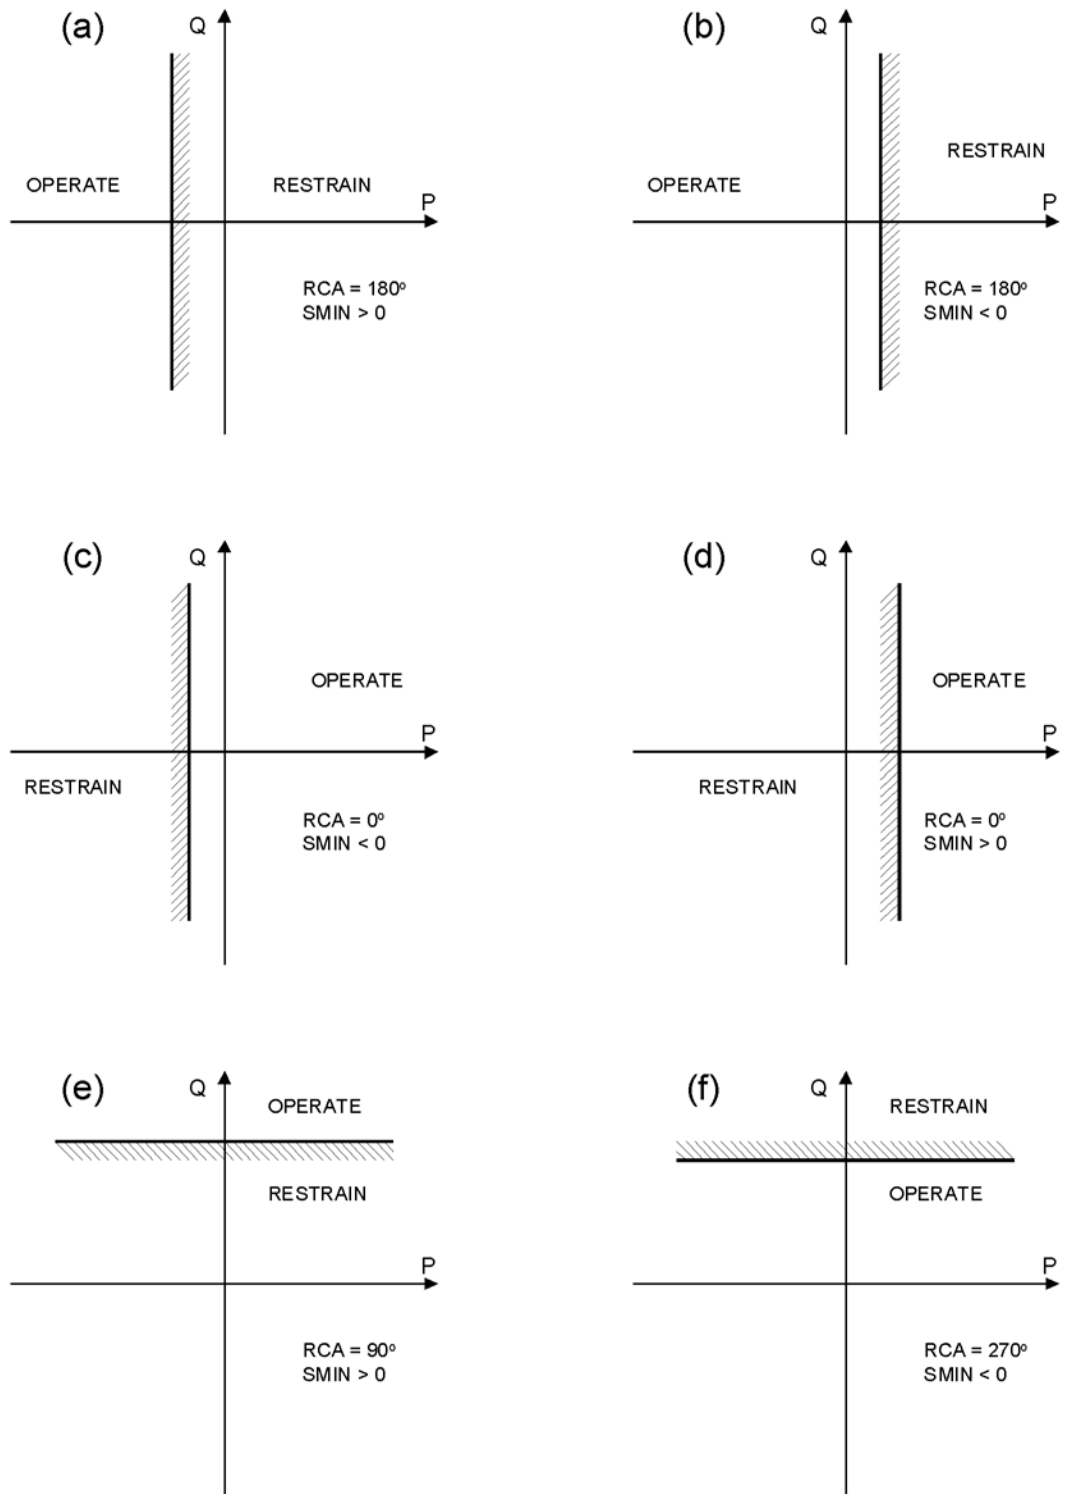 (a)
Q
OPERATE
RESTRAIN
P
RCA = 180°
SMIN > 0
(b)
Q
RESTRAIN
OPERATE
P
RCA = 180°
SMIN < 0
(c)
Q
OPERATE
P
RESTRAIN
RCA = 0°
SMIN < 0
(d)
Q
OPERATE
P
RESTRAIN
RCA = 0°
SMIN > 0
(e)
Q
OPERATE
RESTRAIN
P
RCA = 90°
SMIN > 0
(f)
Q
RESTRAIN
OPERATE
P
RCA = 270°
SMIN < 0